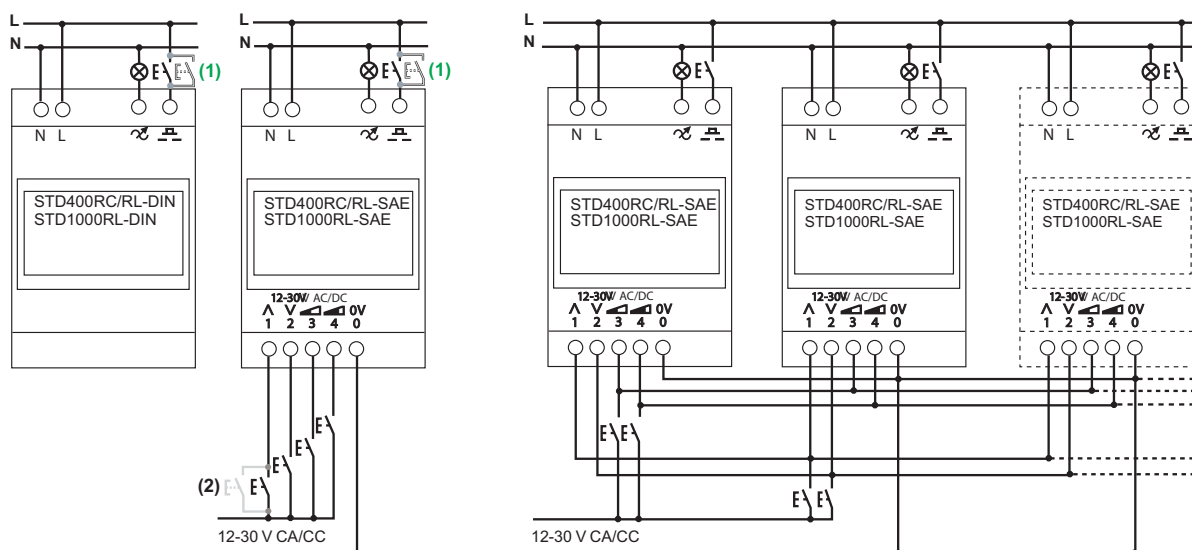 L
N
(1)
N L
STD400RC/RL-DIN
STD1000RL-DIN
L
N
(1)
N L
STD400RC/RL-SAE
STD1000RL-SAE
12-30V AC/DC
0V
1 2 3 4 0
(2)
12-30 V CA/CC
L
N
N L
STD400RC/RL-SAE
STD1000RL-SAE
12-30V AC/DC
0V
1 2 3 4 0
N L
STD400RC/RL-SAE
STD1000RL-SAE
12-30V AC/DC
0V
1 2 3 4 0
N L
STD400RC/RL-SAE
STD1000RL-SAE
12-30V AC/DC
0V
1 2 3 4 0
12-30 V CA/CC